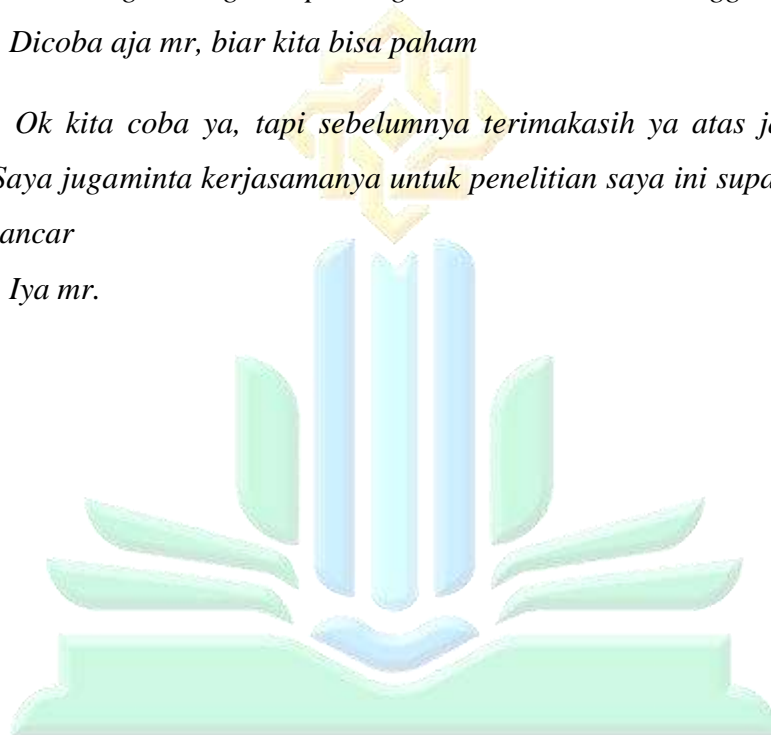 Dicoba aja mr, biar kita bisa paham
Ok kita coba ya, tapi sebelumnya terimakasih ya atas
Saya jugaminta kerjasamanya untuk penelitian saya ini
ancar
Iya mr.